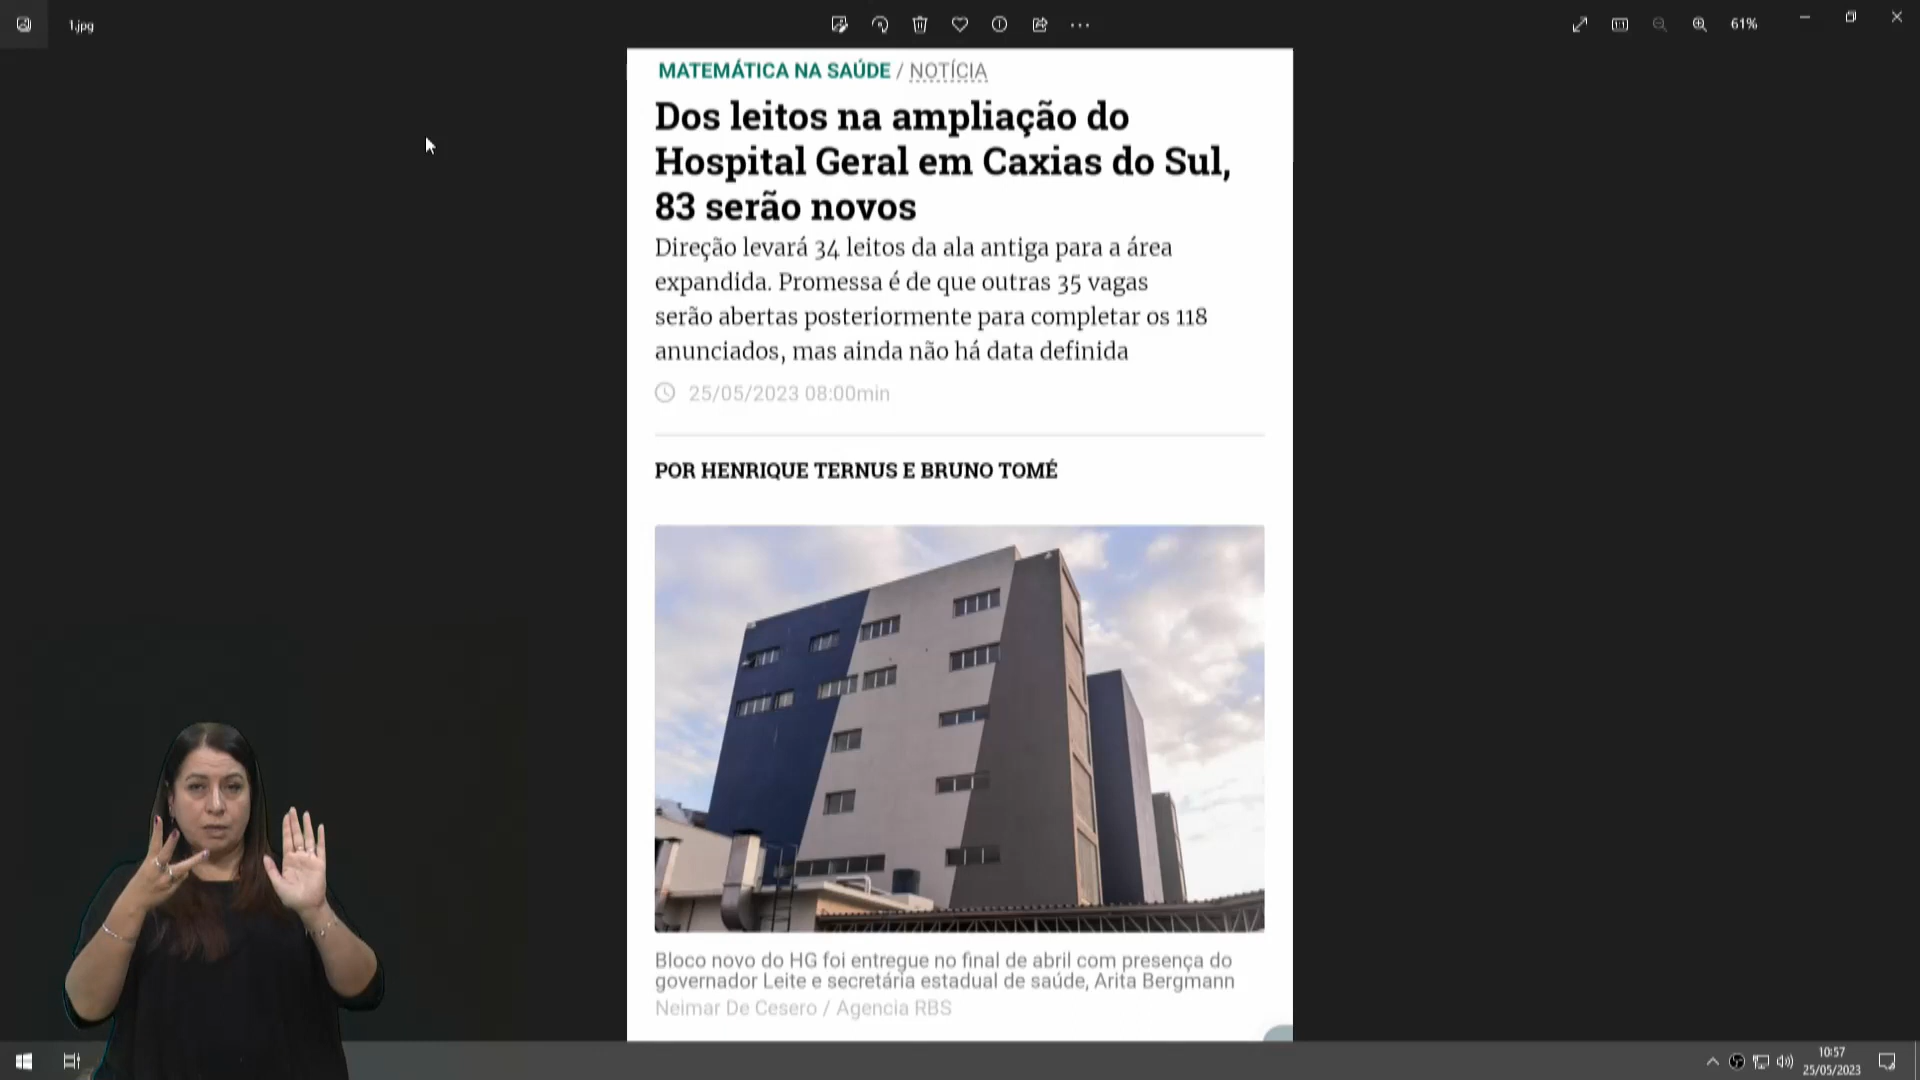 1.jpg
61%
MATEMÁTICA NA SAÚDE / NOTÍCIA
Dos leitos na ampliação do
Hospital Geral em Caxias do Sul,
83 serão novos
Direção levará 34 leitos da ala antiga para a área
expandida. Promessa é de que outras 35 vagas
serão abertas posteriormente para completar os 118
anunciados, mas ainda não há data definida
25/05/2023 08:00min
POR HENRIQUE TERNUS E BRUNO TOMÉ
Bloco novo do HG foi entregue no final de abril com presença do
governador Leite e secretária estadual de saúde, Arita Bergmann
Neimar De Cesero / Agencia RBS
10:57
25/05/2023